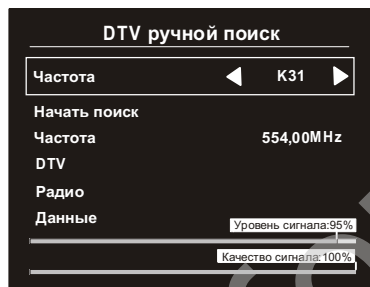 DTV ручной поиск
Частота K31
Начать поиск
Частота 554,00MHz
DTV
Радио
Данные
Уровень сигнала:95%
Качество сигнала:100%